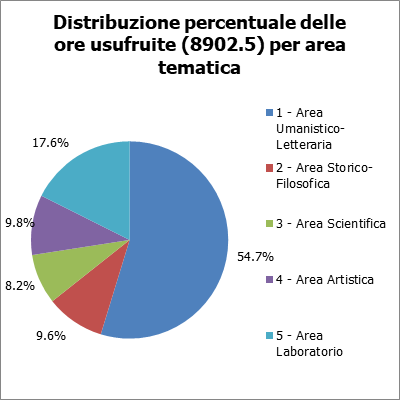 Distribuzione percentuale delle
ore usufruite (8902.5) per area
tematica
17.6%
9.8%
8.2%
9.6%
54.7%
1 - Area
Umanistico-
Letteraria
2 - Area Storico-
Filosofica
3 - Area Scientifica
4 - Area Artistica
5 - Area
Laboratorio